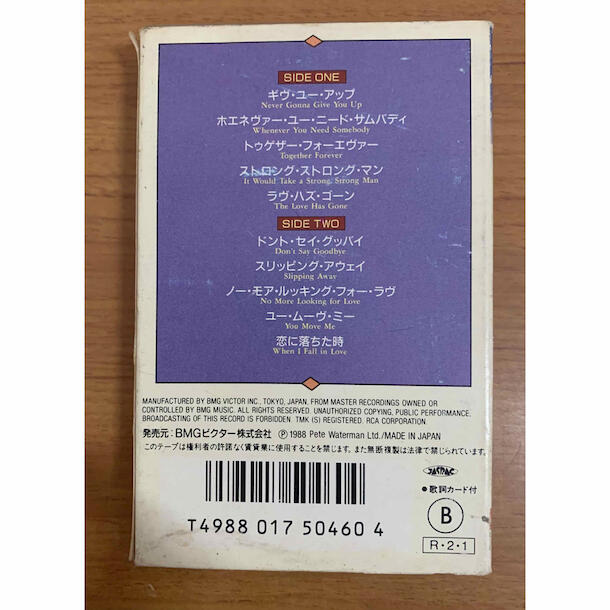 SIDE ONE
ギヴ・ユー・アップ
Never Gonna Give You Up
ホエネヴァー・ユー・ニード・サムバディ
Whenever You Need Somebody
トゥゲザー・フォーエヴァー
Together Forever
ストロング・ストロング・マン
It Would Take a Strong, Strong Man
ラヴ・ハズ・ゴーン
The Love Has Gone
SIDE TWO
ドント・セイ・グッバイ
Don't Say Goodbye
スリッピング・アウェイ
Slipping Away
ノー・モア・ルッキング・フォー・ラヴ
No More Looking for Love
ユー・ムーヴ・ミー
You Move Me
恋に落ちた時
When I Fall in Love
MANUFACTURED BY BMG VICTOR INC., TOKYO, JAPAN, FROM MASTER RECORDINGS OWNED OR
CONTROLLED BY BMG MUSIC. ALL RIGHTS RESERVED. UNAUTHORIZED COPYING, PUBLIC PERFORMANCE,
BROADCASTING OF THIS RECORD IS FORBIDDEN. TMK (S) REGISTERED. RCA CORPORATION.
発売元:BMGビクター株式会社 ℗1988 Pete Waterman Ltd./MADE IN JAPAN
このテープは権利者の許諾なく賃貸業に使用することを禁じます。また無断複製は法律で禁じられています。
JASRAC
●歌詞カード付
B
T4988 017 50460 4
R・2・1